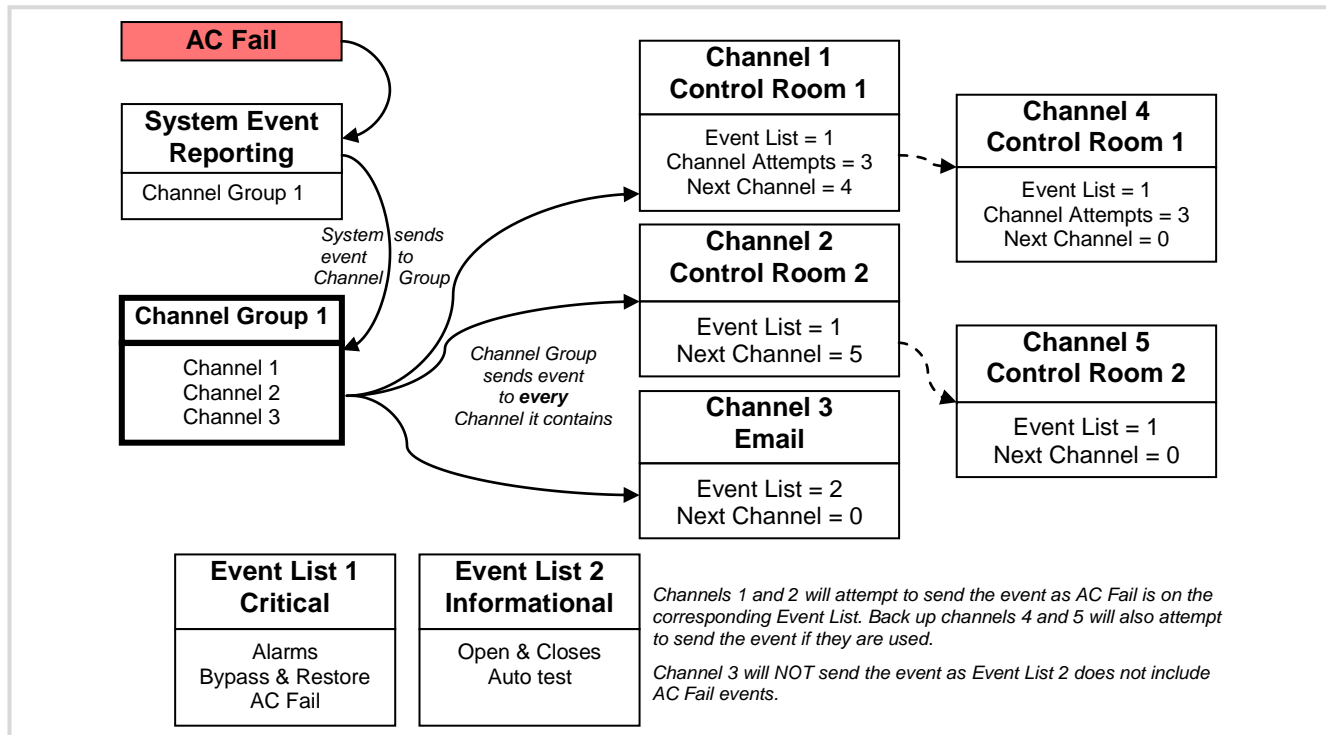 AC Fail
System Event
Reporting
Channel Group 1
System sends
event to
Channel Group
Channel Group 1
Channel 1
Channel 2
Channel 3
Channel Group
sends event
to every
Channel it contains
Channel 1
Control Room 1
Event List = 1
Channel Attempts = 3
Next Channel = 4
Channel 2
Control Room 2
Event List = 1
Next Channel = 5
Channel 3
Email
Event List = 2
Next Channel = 0
Channel 4
Control Room 1
Event List = 1
Channel Attempts = 3
Next Channel = 0
Channel 5
Control Room 2
Event List = 1
Next Channel = 0
Event List 1
Critical
Alarms
Bypass & Restore
AC Fail
Event List 2
Informational
Open & Closes
Auto test
Channels 1 and 2 will attempt to send the event as AC Fail is on the
corresponding Event List. Back up channels 4 and 5 will also attempt
to send the event if they are used.
Channel 3 will NOT send the event as Event List 2 does not include
AC Fail events.